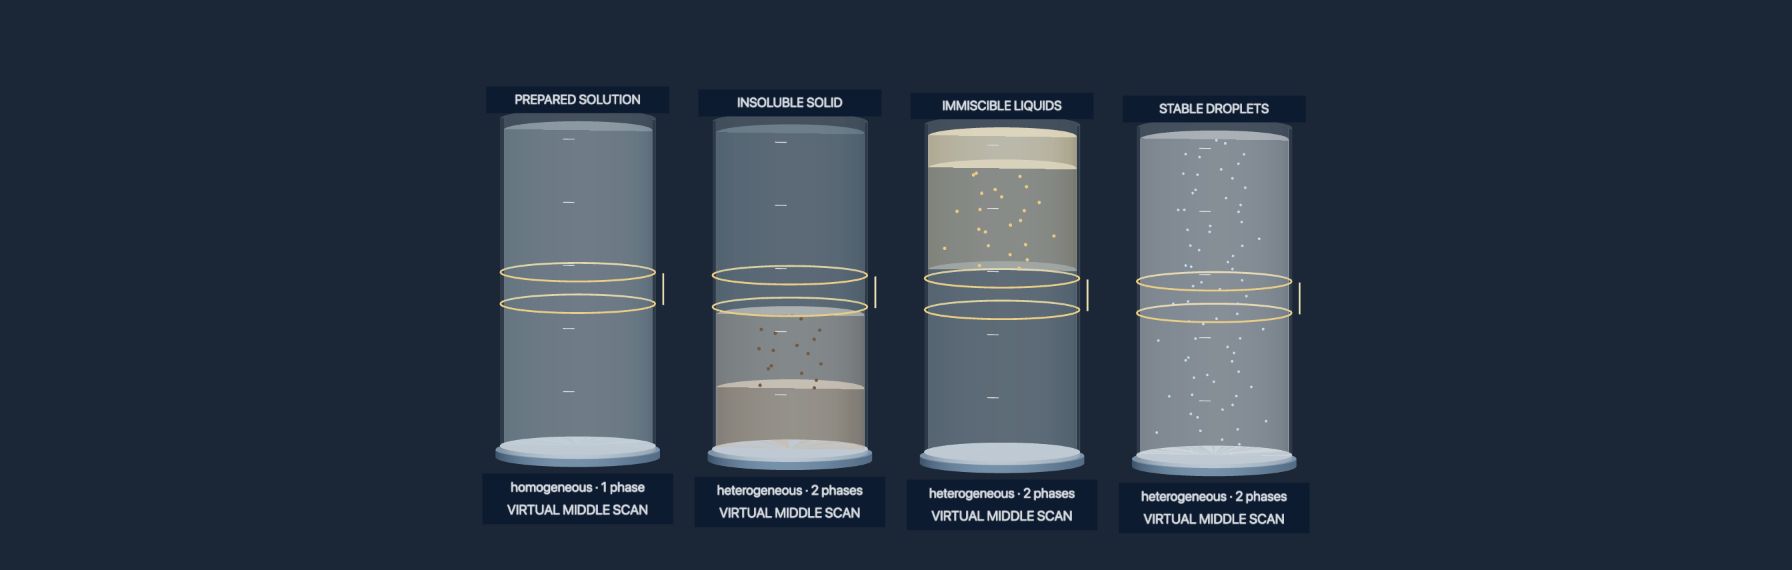 PREPARED SOLUTION
INSOLUBLE SOLID
IMMISCIBLE LIQUIDS
STABLE DROPLETS
homogeneous · 1 phase
VIRTUAL MIDDLE SCAN
heterogeneous · 2 phases
VIRTUAL MIDDLE SCAN
heterogeneous · 2 phases
VIRTUAL MIDDLE SCAN
heterogeneous · 2 phases
VIRTUAL MIDDLE SCAN